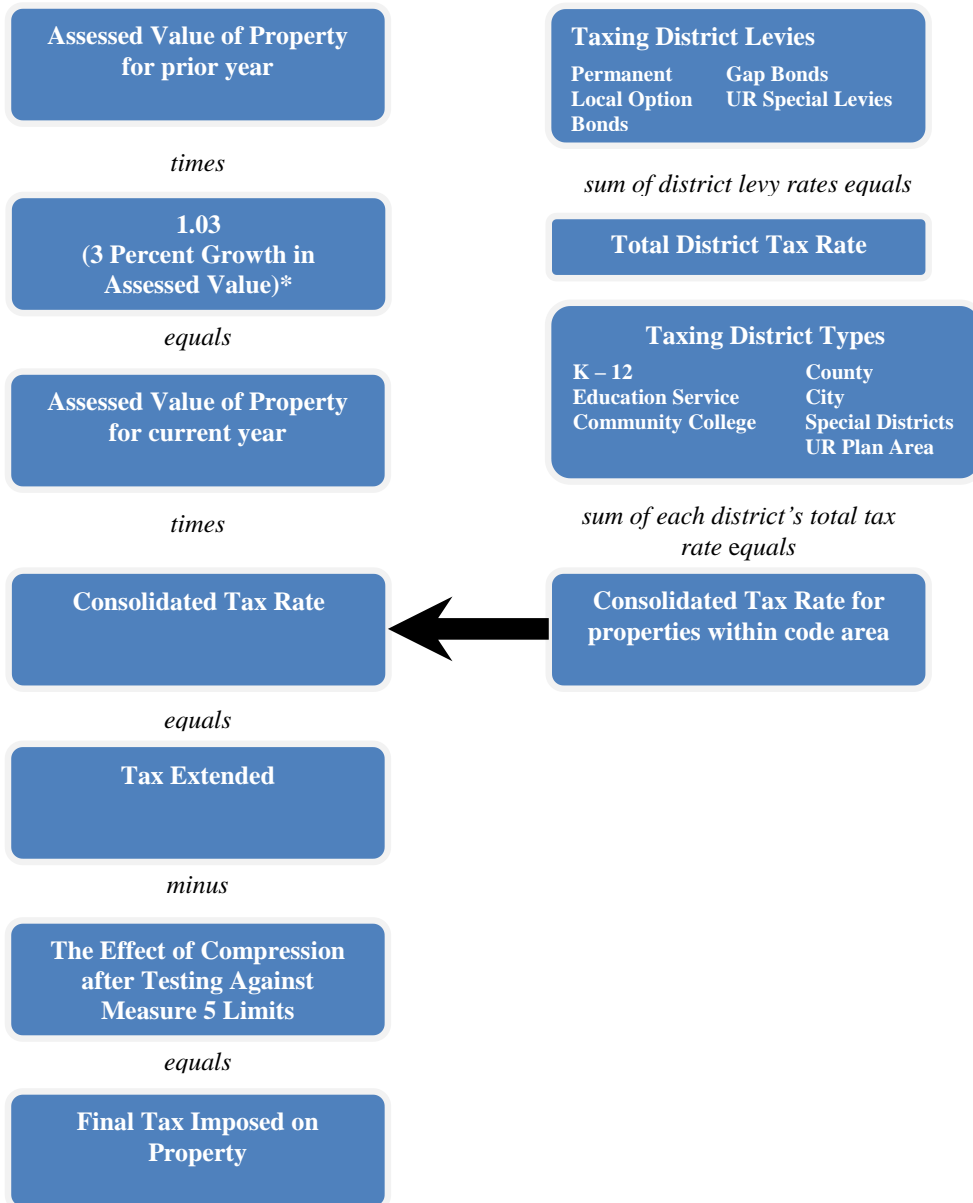 Assessed Value of Property
for prior year
times
1.03
(3 Percent Growth in
Assessed Value)*
equals
Assessed Value of Property
for current year
times
Consolidated Tax Rate
equals
Tax Extended
minus
The Effect of Compression
after Testing Against
Measure 5 Limits
equals
Final Tax Imposed on
Property
Taxing District Levies
Permanent Gap Bonds
Local Option UR Special Levies
Bonds
sum of district levy rates equals
Total District Tax Rate
Taxing District Types
K – 12 County
Education Service City
Community College Special Districts
UR Plan Area
sum of each district’s total tax
rate equals
Consolidated Tax Rate for
properties within code area